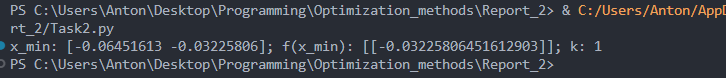 PS C:\Users\Anton\Desktop\Programming\Optimization_methods\Report_2> & C:/Users/Anton/AppD
rt_2/Task2.py
x_min: [-0.06451613 -0.03225806]; f(x_min): [[-0.03225806451612903]]; k: 1
PS C:\Users\Anton\Desktop\Programming\Optimization_methods\Report_2>